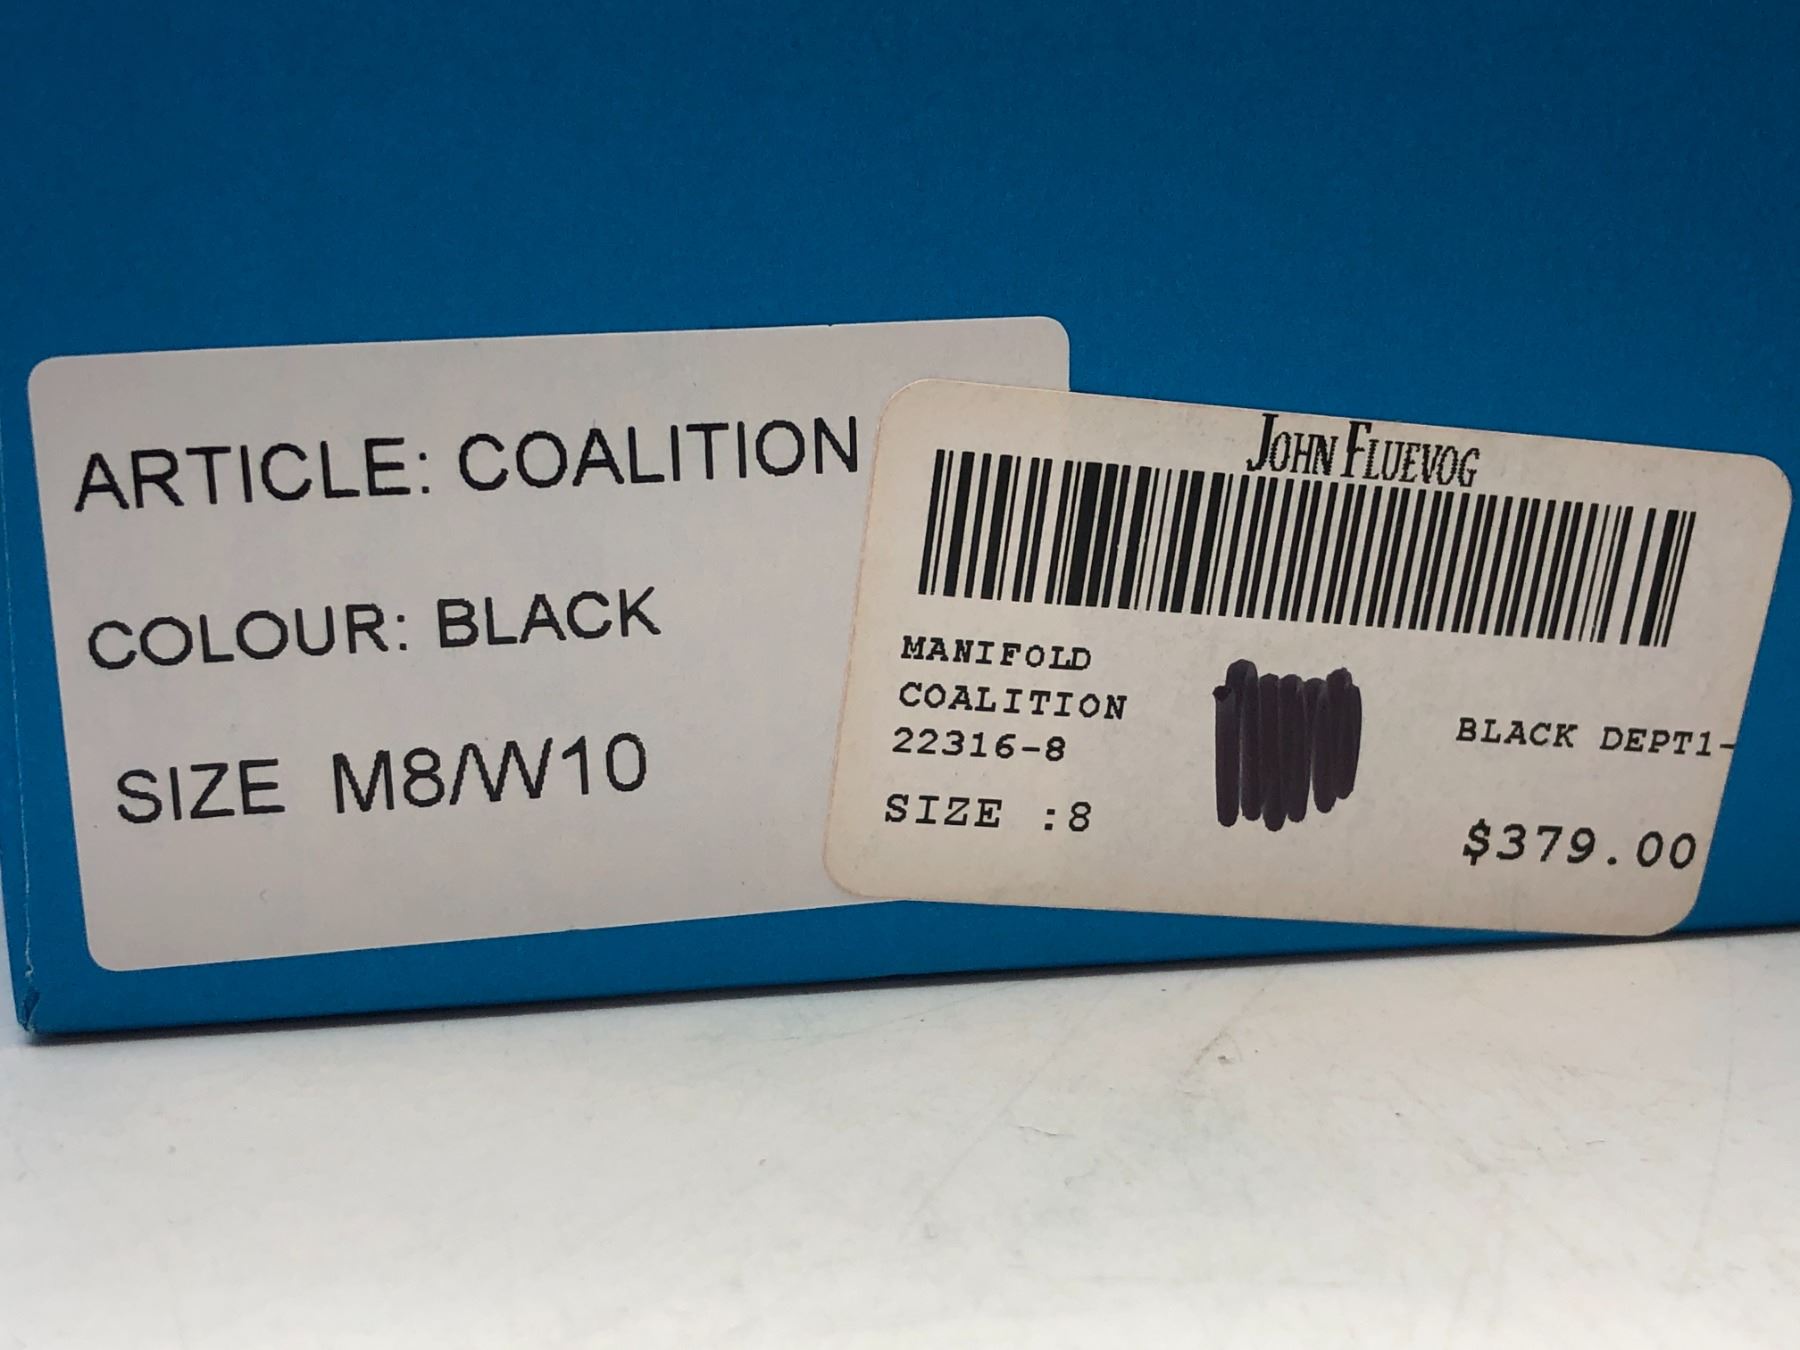 ARTICLE: COALITION
COLOUR: BLACK
SIZE M8/W10
JOHN FLUEVOG
MANIFOLD
COALITION
22316-8
BLACK DEPT1-
SIZE :8
$379.00